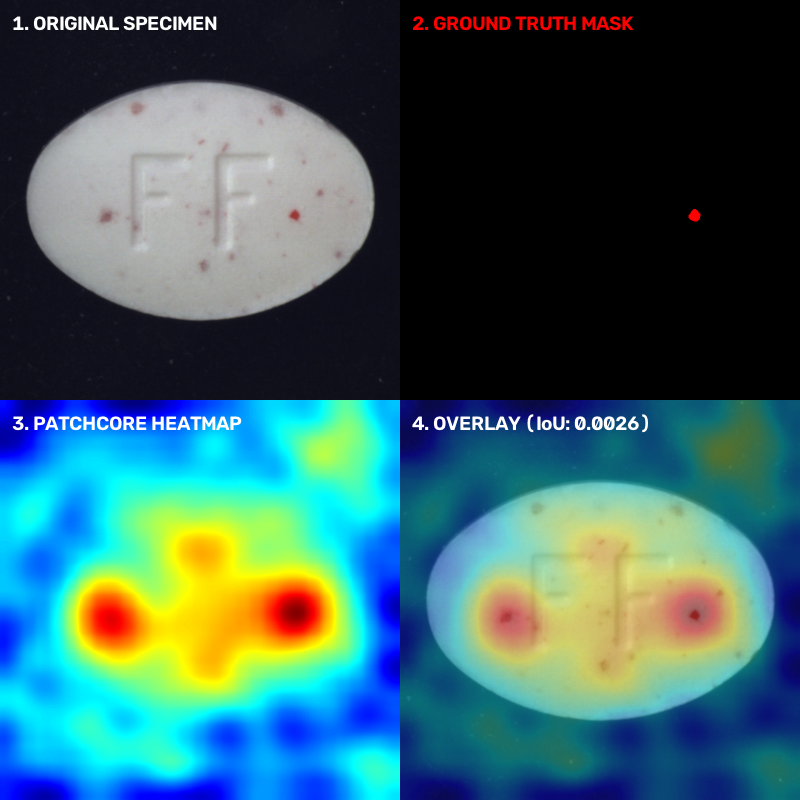 1. ORIGINAL SPECIMEN
2. GROUND TRUTH MASK
FF
3. PATCHCORE HEATMAP
4. OVERLAY (IoU: 0.0026)
FF